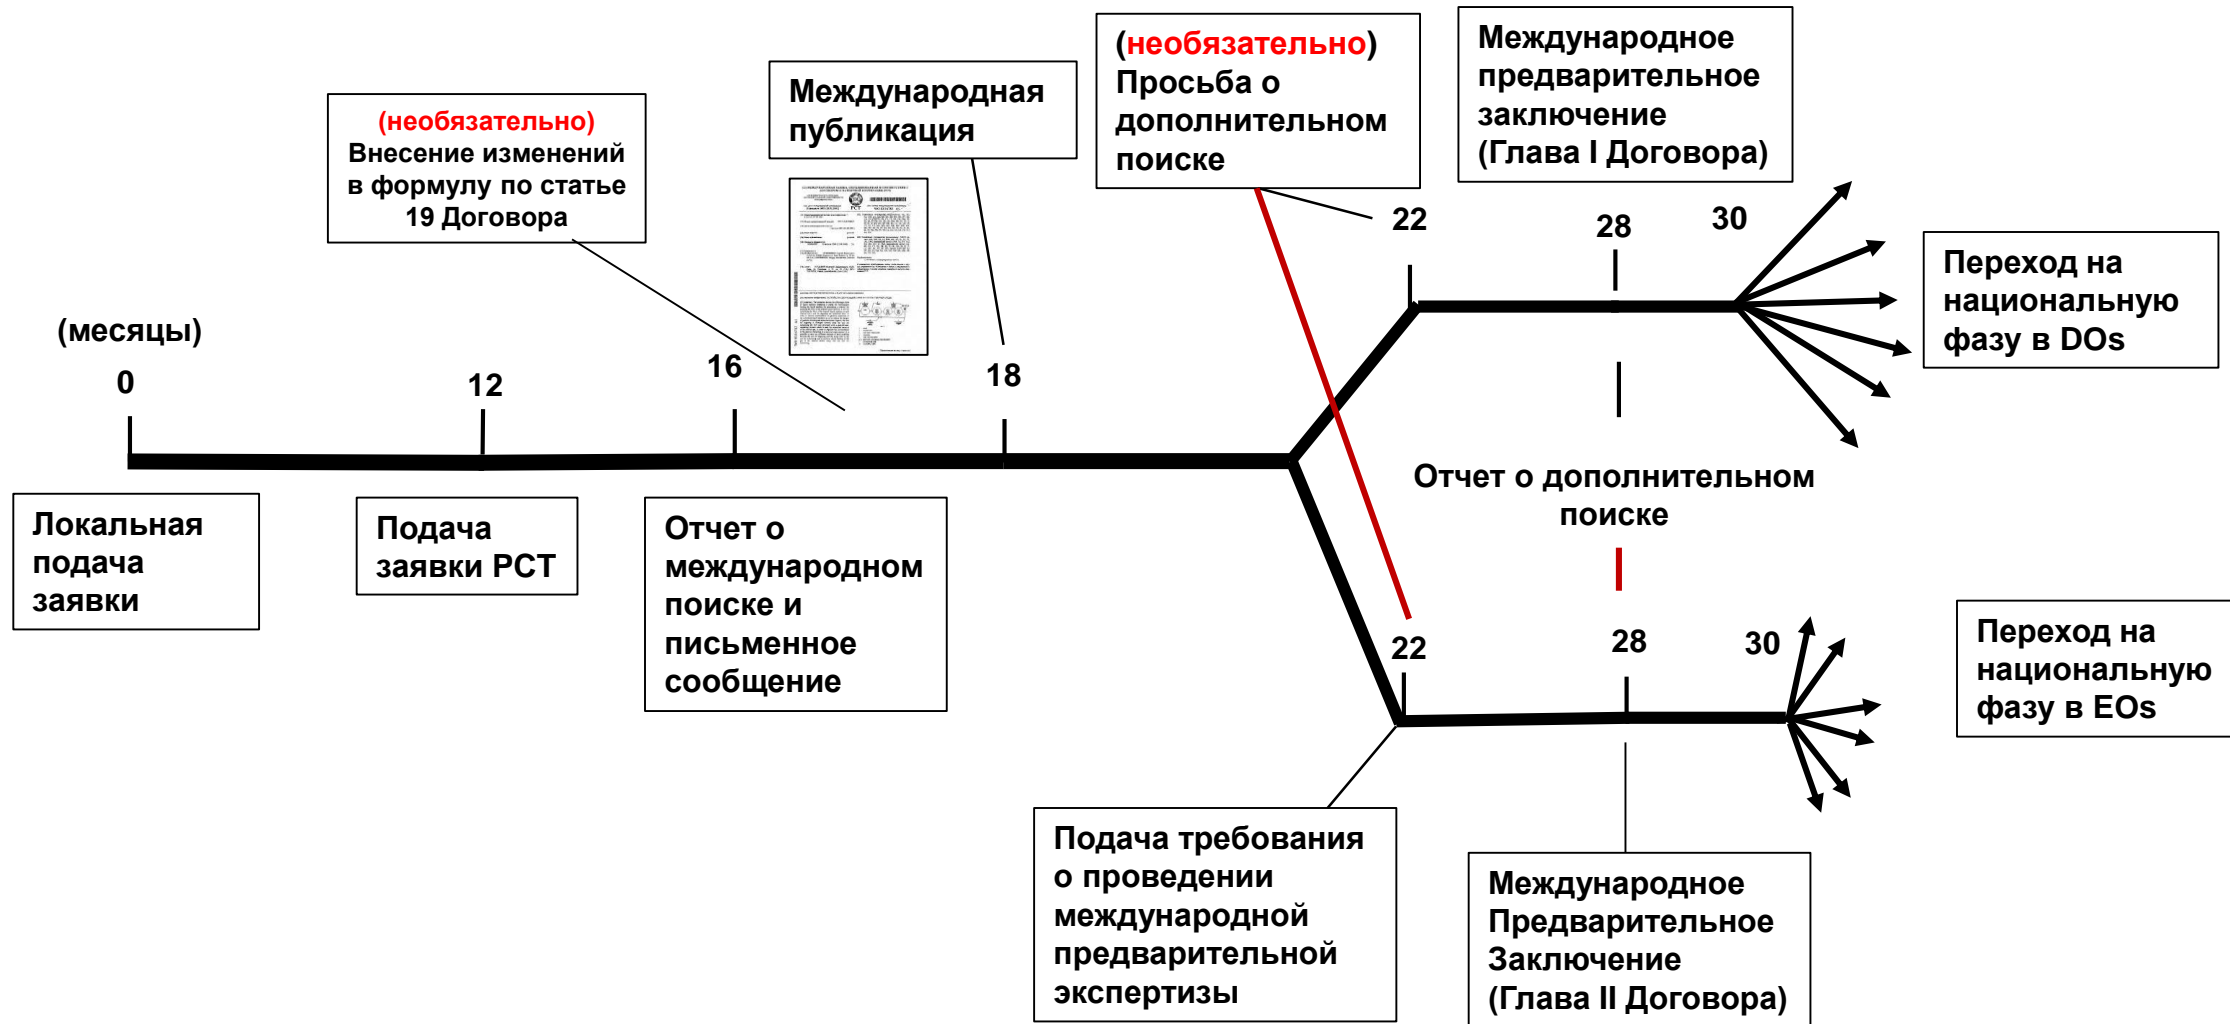 (необязательно)
Внесение изменений
в формулу по статье
19 Договора
Международная
публикация
(необязательно)
Просьба о
дополнительном
поиске
Международное
предварительное
заключение
(Глава I Договора)
PCT
(месяцы)
0
12
16
18
22
28
30
Переход на
национальную
фазу в DOs
Локальная
подача
заявки
Подача
заявки PCT
Отчет о
международном
поиске и
письменное
сообщение
Отчет о дополнительном
поиске
22
28
30
Переход на
национальную
фазу в EOs
Подача требования
о проведении
международной
предварительной
экспертизы
Международное
Предварительное
Заключение
(Глава II Договора)